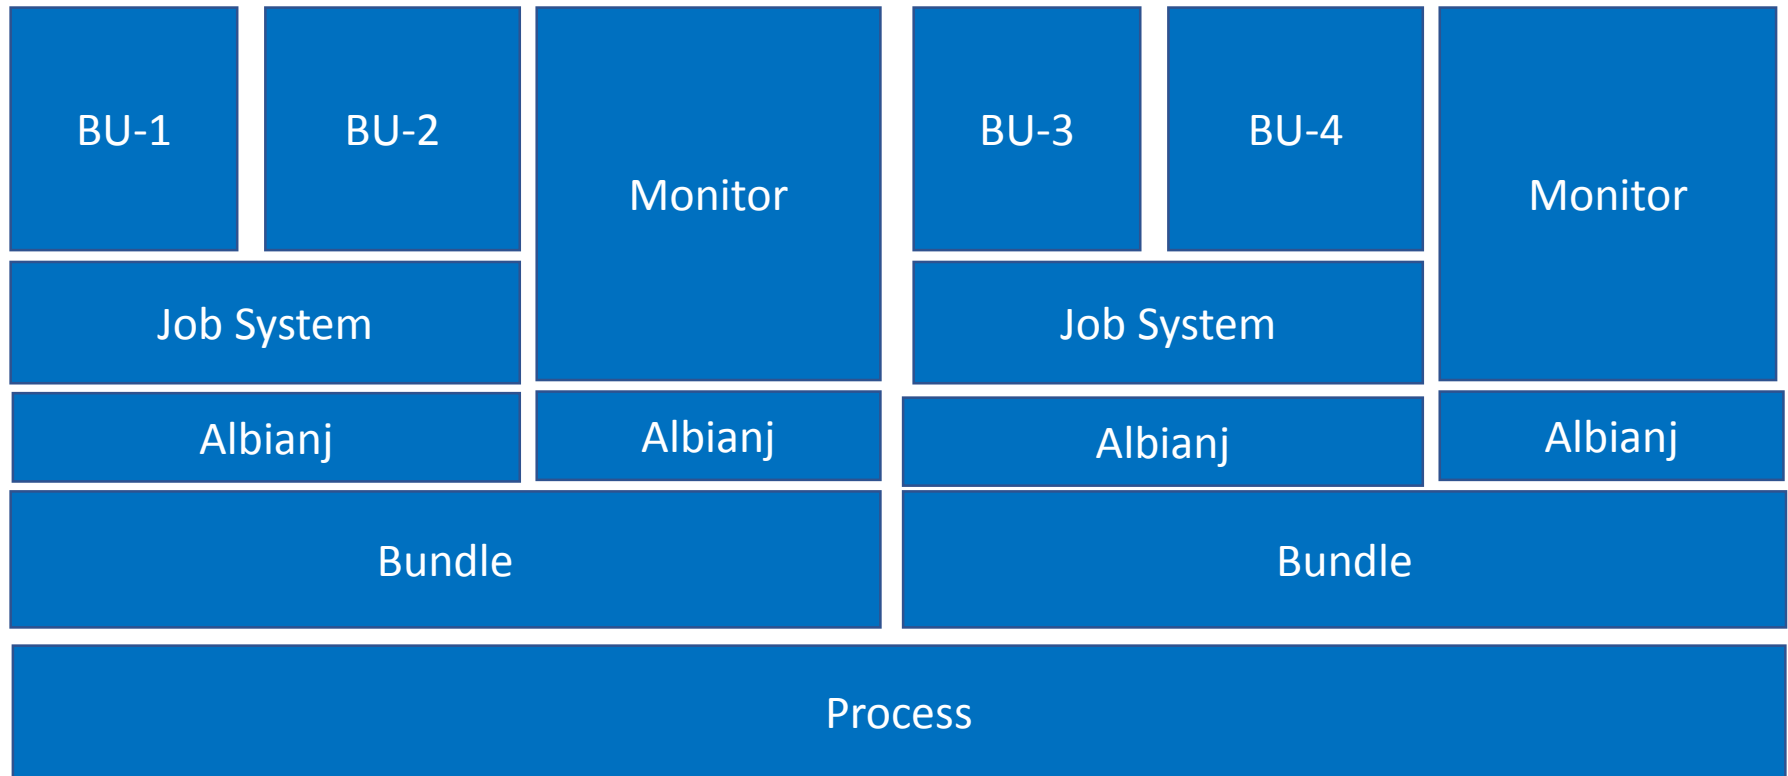 BU-1
BU-2
Monitor
BU-3
BU-4
Monitor
Job System
Job System
Albianj
Albianj
Albianj
Albianj
Bundle
Bundle
Process